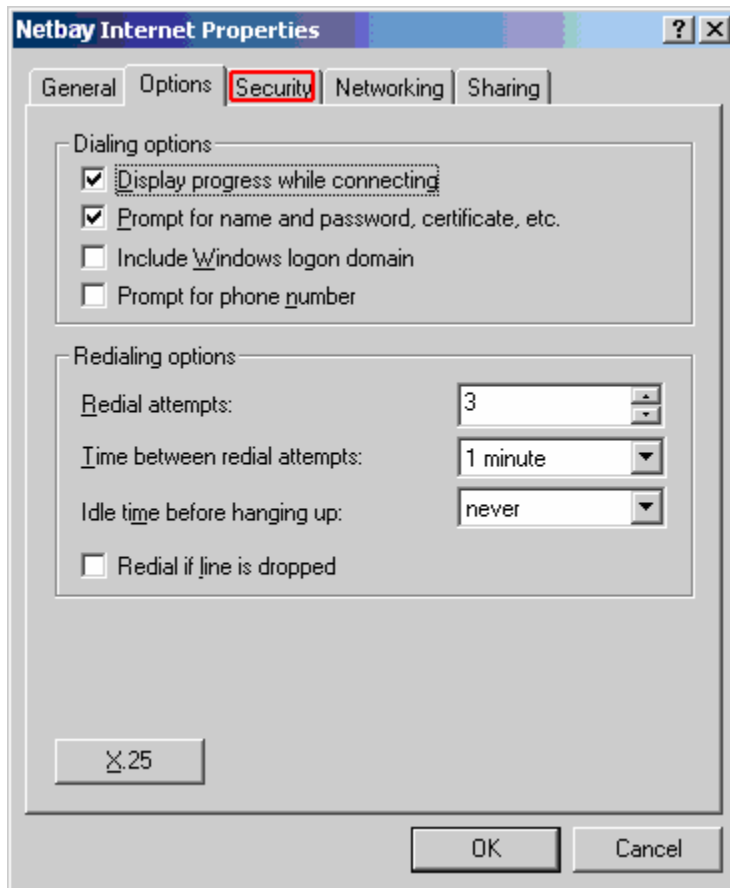 Netbay Internet Properties
General Options Security Networking Sharing
Dialing options
Display progress while connecting
Prompt for name and password, certificate, etc.
Include Windows logon domain
Prompt for phone number
Redialing options
Redial attempts: 3
Time between redial attempts: 1 minute
Idle time before hanging up: never
Redial if line is dropped
X.25
OK Cancel